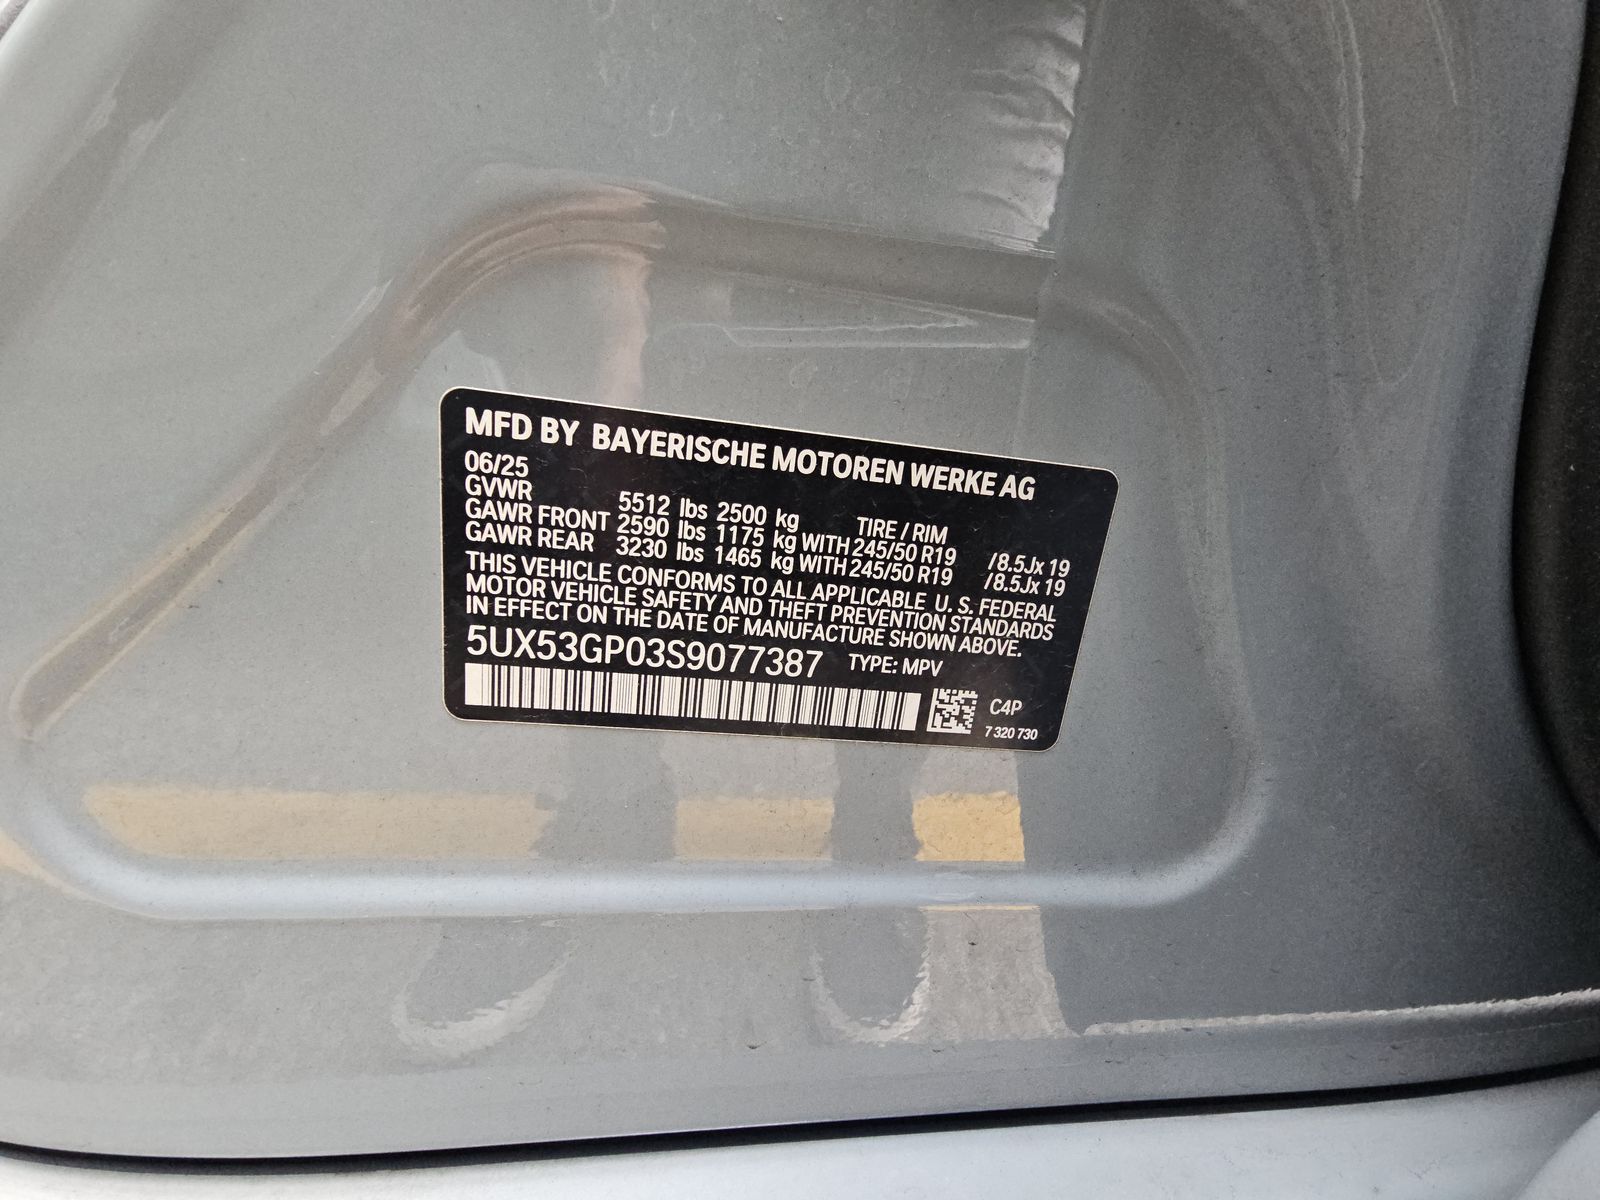 MFD BY BAYERISCHE MOTOREN WERKE AG
06/25
GVWR 5512 lbs 2500 kg TIRE / RIM
GAWR FRONT 2590 lbs 1175 kg WITH 245/50 R19 /8.5Jx 19
GAWR REAR 3230 lbs 1465 kg WITH 245/50 R19 /8.5Jx 19
THIS VEHICLE CONFORMS TO ALL APPLICABLE U. S. FEDERAL
MOTOR VEHICLE SAFETY AND THEFT PREVENTION STANDARDS
IN EFFECT ON THE DATE OF MANUFACTURE SHOWN ABOVE.
5UX53GP03S9077387 TYPE: MPV
C4P
7 320 730